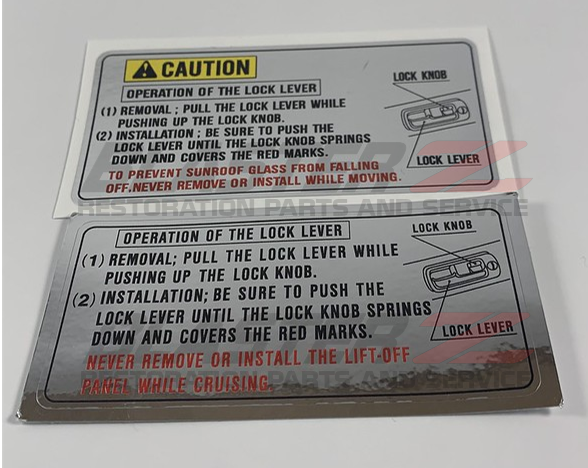 CAUTION
OPERATION OF THE LOCK LEVER
(1) REMOVAL ; PULL THE LOCK LEVER WHILE
PUSHING UP THE LOCK KNOB.
(2) INSTALLATION ; BE SURE TO PUSH THE
LOCK LEVER UNTIL THE LOCK KNOB SPRINGS
DOWN AND COVERS THE RED MARKS.
TO PREVENT SUNROOF GLASS FROM FALLING
OFF.NEVER REMOVE OR INSTALL WHILE MOVING.
LOCK KNOB
LOCK LEVER
RESTORATION PARTS AND SERVICE
OPERATION OF THE LOCK LEVER
(1) REMOVAL; PULL THE LOCK LEVER WHILE
PUSHING UP THE LOCK KNOB.
(2) INSTALLATION; BE SURE TO PUSH THE
LOCK LEVER UNTIL THE LOCK KNOB SPRINGS
DOWN AND COVERS THE RED MARKS.
NEVER REMOVE OR INSTALL THE LIFT-OFF
PANEL WHILE CRUISING.
LOCK KNOB
LOCK LEVER
RESTORATION PARTS AND SERVICE